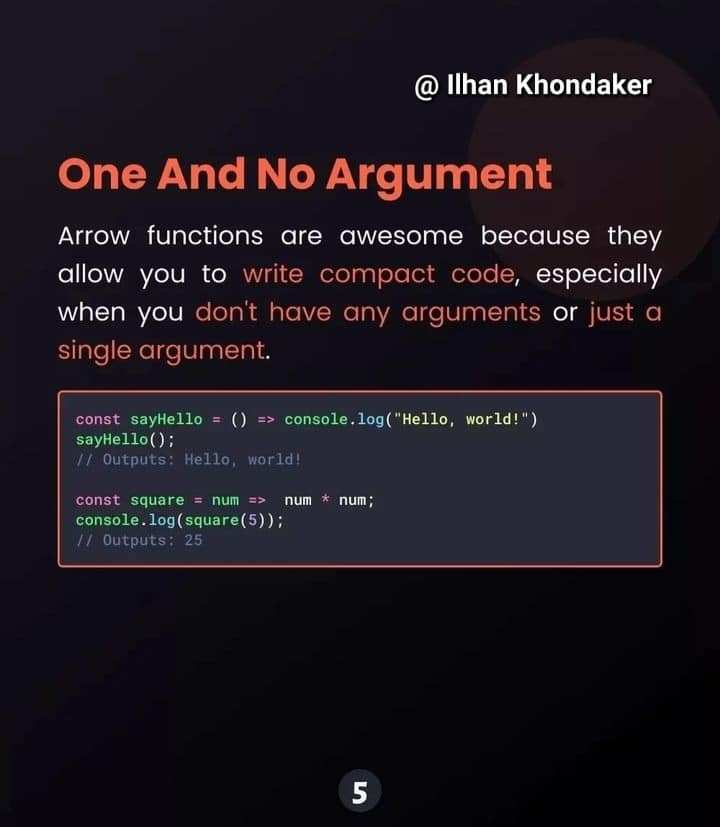 @ Ilhan Khondaker
One And No Argument
Arrow functions are awesome because they
allow you to write compact code, especially
when you don't have any arguments or just a
single argument.
const sayHello = () => console.log("Hello, world!")
sayHello();
// Outputs: Hello, world!
const square = num =>  num * num;
console.log(square(5));
// Outputs: 25
5